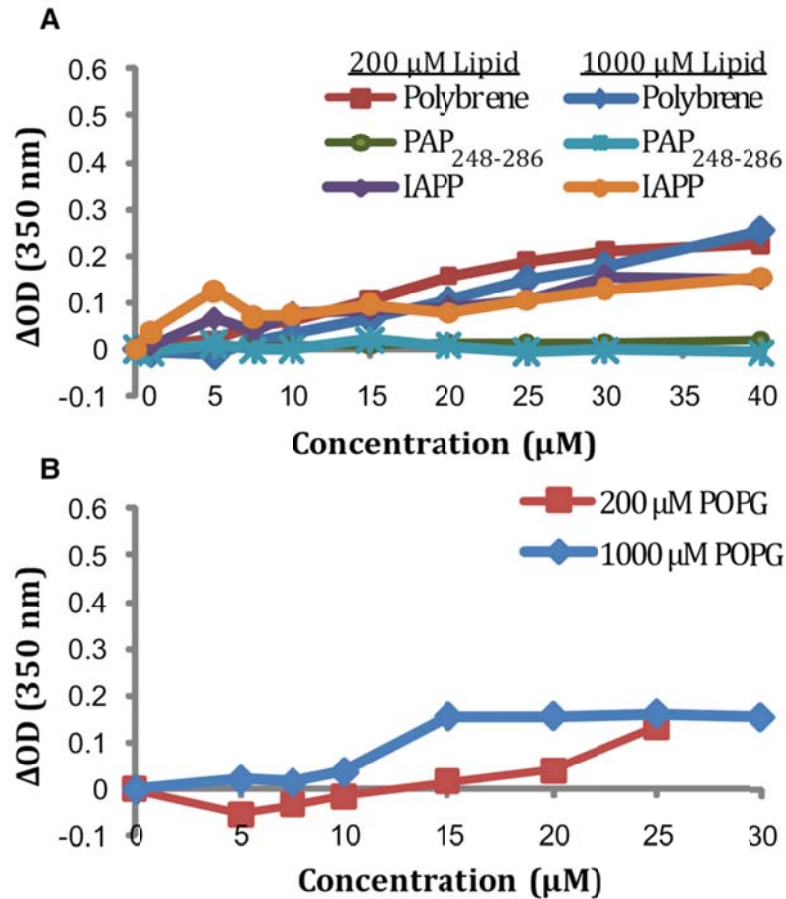 A
200 µM Lipid 1000 µM Lipid
Polybrene Polybrene
PAP248-286 PAP248-286
IAPP IAPP
0.6
0.5
0.4
0.3
0.2
0.1
0
-0.1
ΔOD (350 nm)
0 5 10 15 20 25 30 35 40
Concentration (µM)
B
200 µM POPG
1000 µM POPG
0.6
0.5
0.4
0.3
0.2
0.1
0
-0.1
ΔOD (350 nm)
0 5 10 15 20 25 30
Concentration (µM)